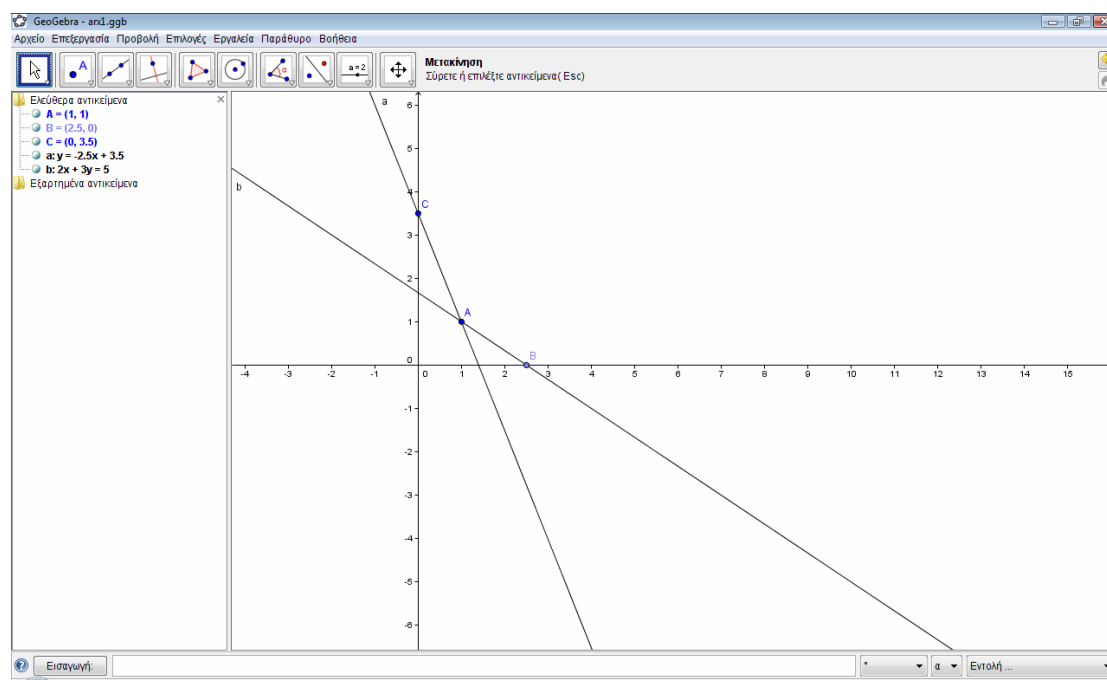 GeoGebra - arx1.ggb
Αρχείο Επεξεργασία Προβολή Επιλογές Εργαλεία Παράθυρο Βοήθεια
A α a = 2
Μετακίνηση
Σύρετε ή επιλέξτε αντικείμενα( Esc)
Ελεύθερα αντικείμενα
A = (1, 1)
B = (2.5, 0)
C = (0, 3.5)
a: y = -2.5x + 3.5
b: 2x + 3y = 5
Εξαρτημένα αντικείμενα
a
6
5
b
4
C
3
2
A
1
B
0
-4 -3 -2 -1 0 1 2 3 4 5 6 7 8 9 10 11 12 13 14 15
-1
-2
-3
-4
-5
-6
Εισαγωγή:
° α Εντολή ...